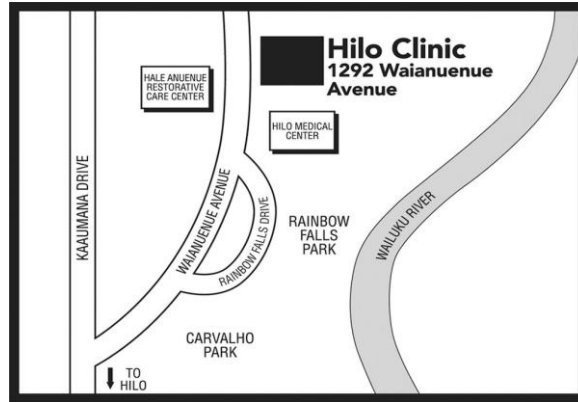 Hilo Clinic
1292 Waianuenue
Avenue
HALE ANUENUE
RESTORATIVE
CARE CENTER
HILO MEDICAL
CENTER
KAAUMANA DRIVE
WAIANUENUE AVENUE
RAINBOW FALLS DRIVE
RAINBOW
FALLS
PARK
WAILUKU RIVER
CARVALHO
PARK
TO
HILO